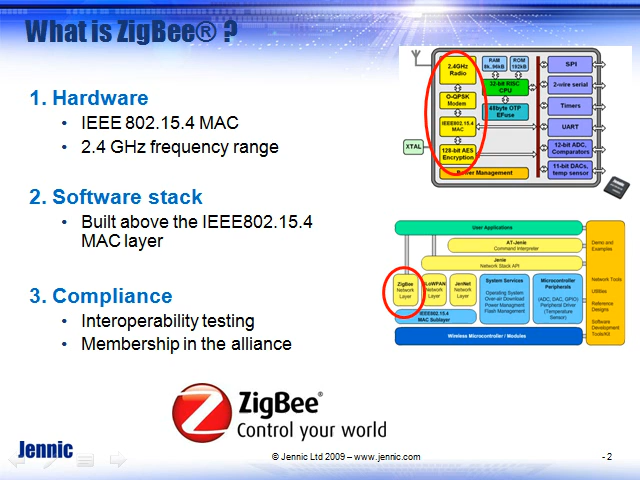 What is ZigBee® ?
1. Hardware
• IEEE 802.15.4 MAC
• 2.4 GHz frequency range
2. Software stack
• Built above the IEEE802.15.4
MAC layer
3. Compliance
• Interoperability testing
• Membership in the alliance
2.4GHz
Radio
O-QPSK
Modem
IEEE802.15.4
MAC
128-bit AES
Encryption
XTAL
RAM
8k..96kB
ROM
192kB
32-bit RISC
CPU
48byte OTP
EFuse
Power Management
SPI
2-wire serial
Timers
UART
12-bit ADC,
Comparators
11-bit DACs,
temp sensor
User Applications
AT-Jenie
Command Interpreter
Jenie
Network Stack API
ZigBee
Network
Layer
6LoWPAN
Network
Layer
JenNet
Network
Layer
IEEE802.15.4
MAC Sublayer
System Services
Operating System
Over-air Download
Power Managment
Flash Management
Microcontroller
Peripherals
(ADC, DAC, GPIO)
Peripheral Driver
(Temperature
Sensor)
Wireless Microcontroller / Modules
Demo and
Examples
Network Tools
Utilities
Reference
Designs
Software
Development
Tools/Kit
ZigBee®
Control your world
Jennic
© Jennic Ltd 2009 – www.jennic.com
- 2